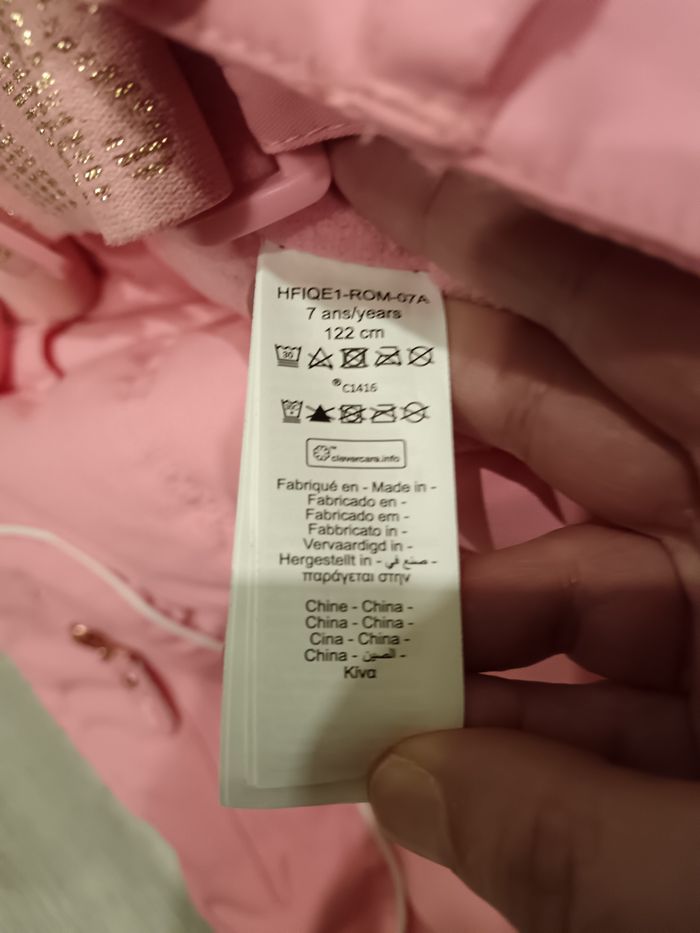 HFIQE1-ROM-07A
7 ans/years
122 cm
30
®C1416
30
clevercare.info
Fabriqué en - Made in -
Fabricado en -
Fabricado em -
Fabbricato in -
Vervaardigd in -
Hergestellt in - صنع في -
παράγεται στην
Chine - China -
China - China -
Cina - China -
China - الصين -
Κίνα